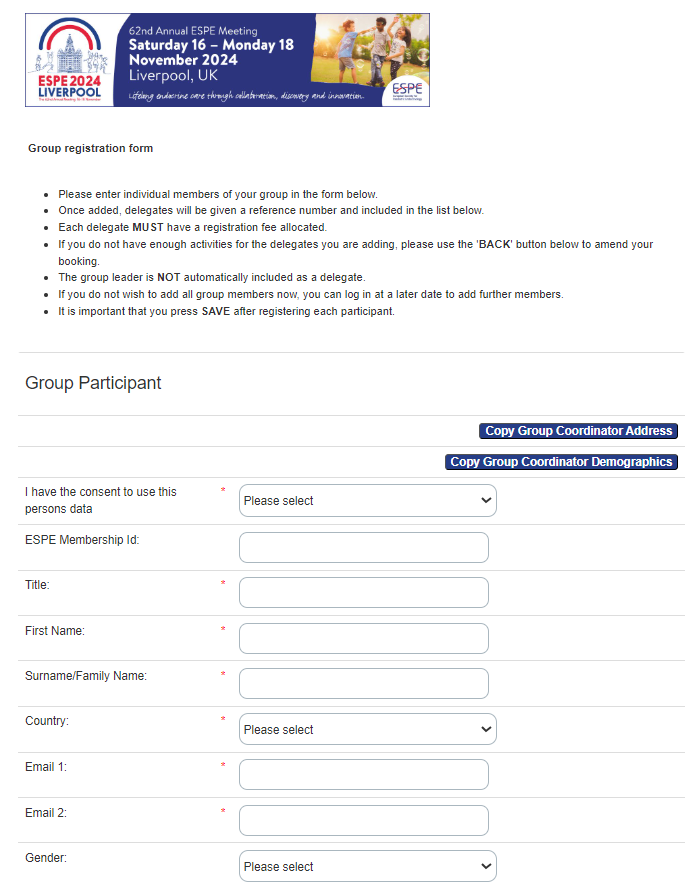 62nd Annual ESPE Meeting
Saturday 16 – Monday 18
November 2024
Liverpool, UK
Lifelong endocrine care through collaboration, discovery and innovation.
ESPE 2024
LIVERPOOL
ESPE
Group registration form
• Please enter individual members of your group in the form below.
• Once added, delegates will be given a reference number and included in the list below.
• Each delegate MUST have a registration fee allocated.
• If you do not have enough activities for the delegates you are adding, please use the 'BACK' button below to amend your
booking.
• The group leader is NOT automatically included as a delegate.
• If you do not wish to add all group members now, you can log in at a later date to add further members.
• It is important that you press SAVE after registering each participant.
Group Participant
Copy Group Coordinator Address
Copy Group Coordinator Demographics
I have the consent to use this * Please select
persons data
ESPE Membership Id:
Title: *
First Name: *
Surname/Family Name: *
Country: * Please select
Email 1: *
Email 2: *
Gender: Please select